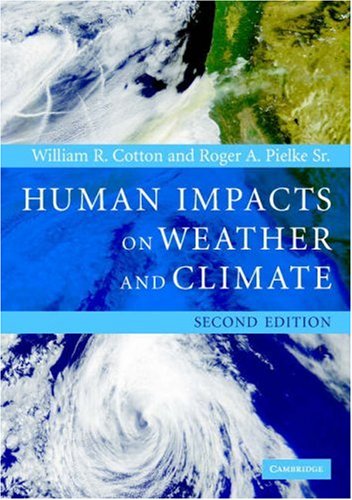 William R. Cotton and Roger A. Pielke Sr.
HUMAN IMPACTS
ON WEATHER
AND CLIMATE
SECOND EDITION
CAMBRIDGE